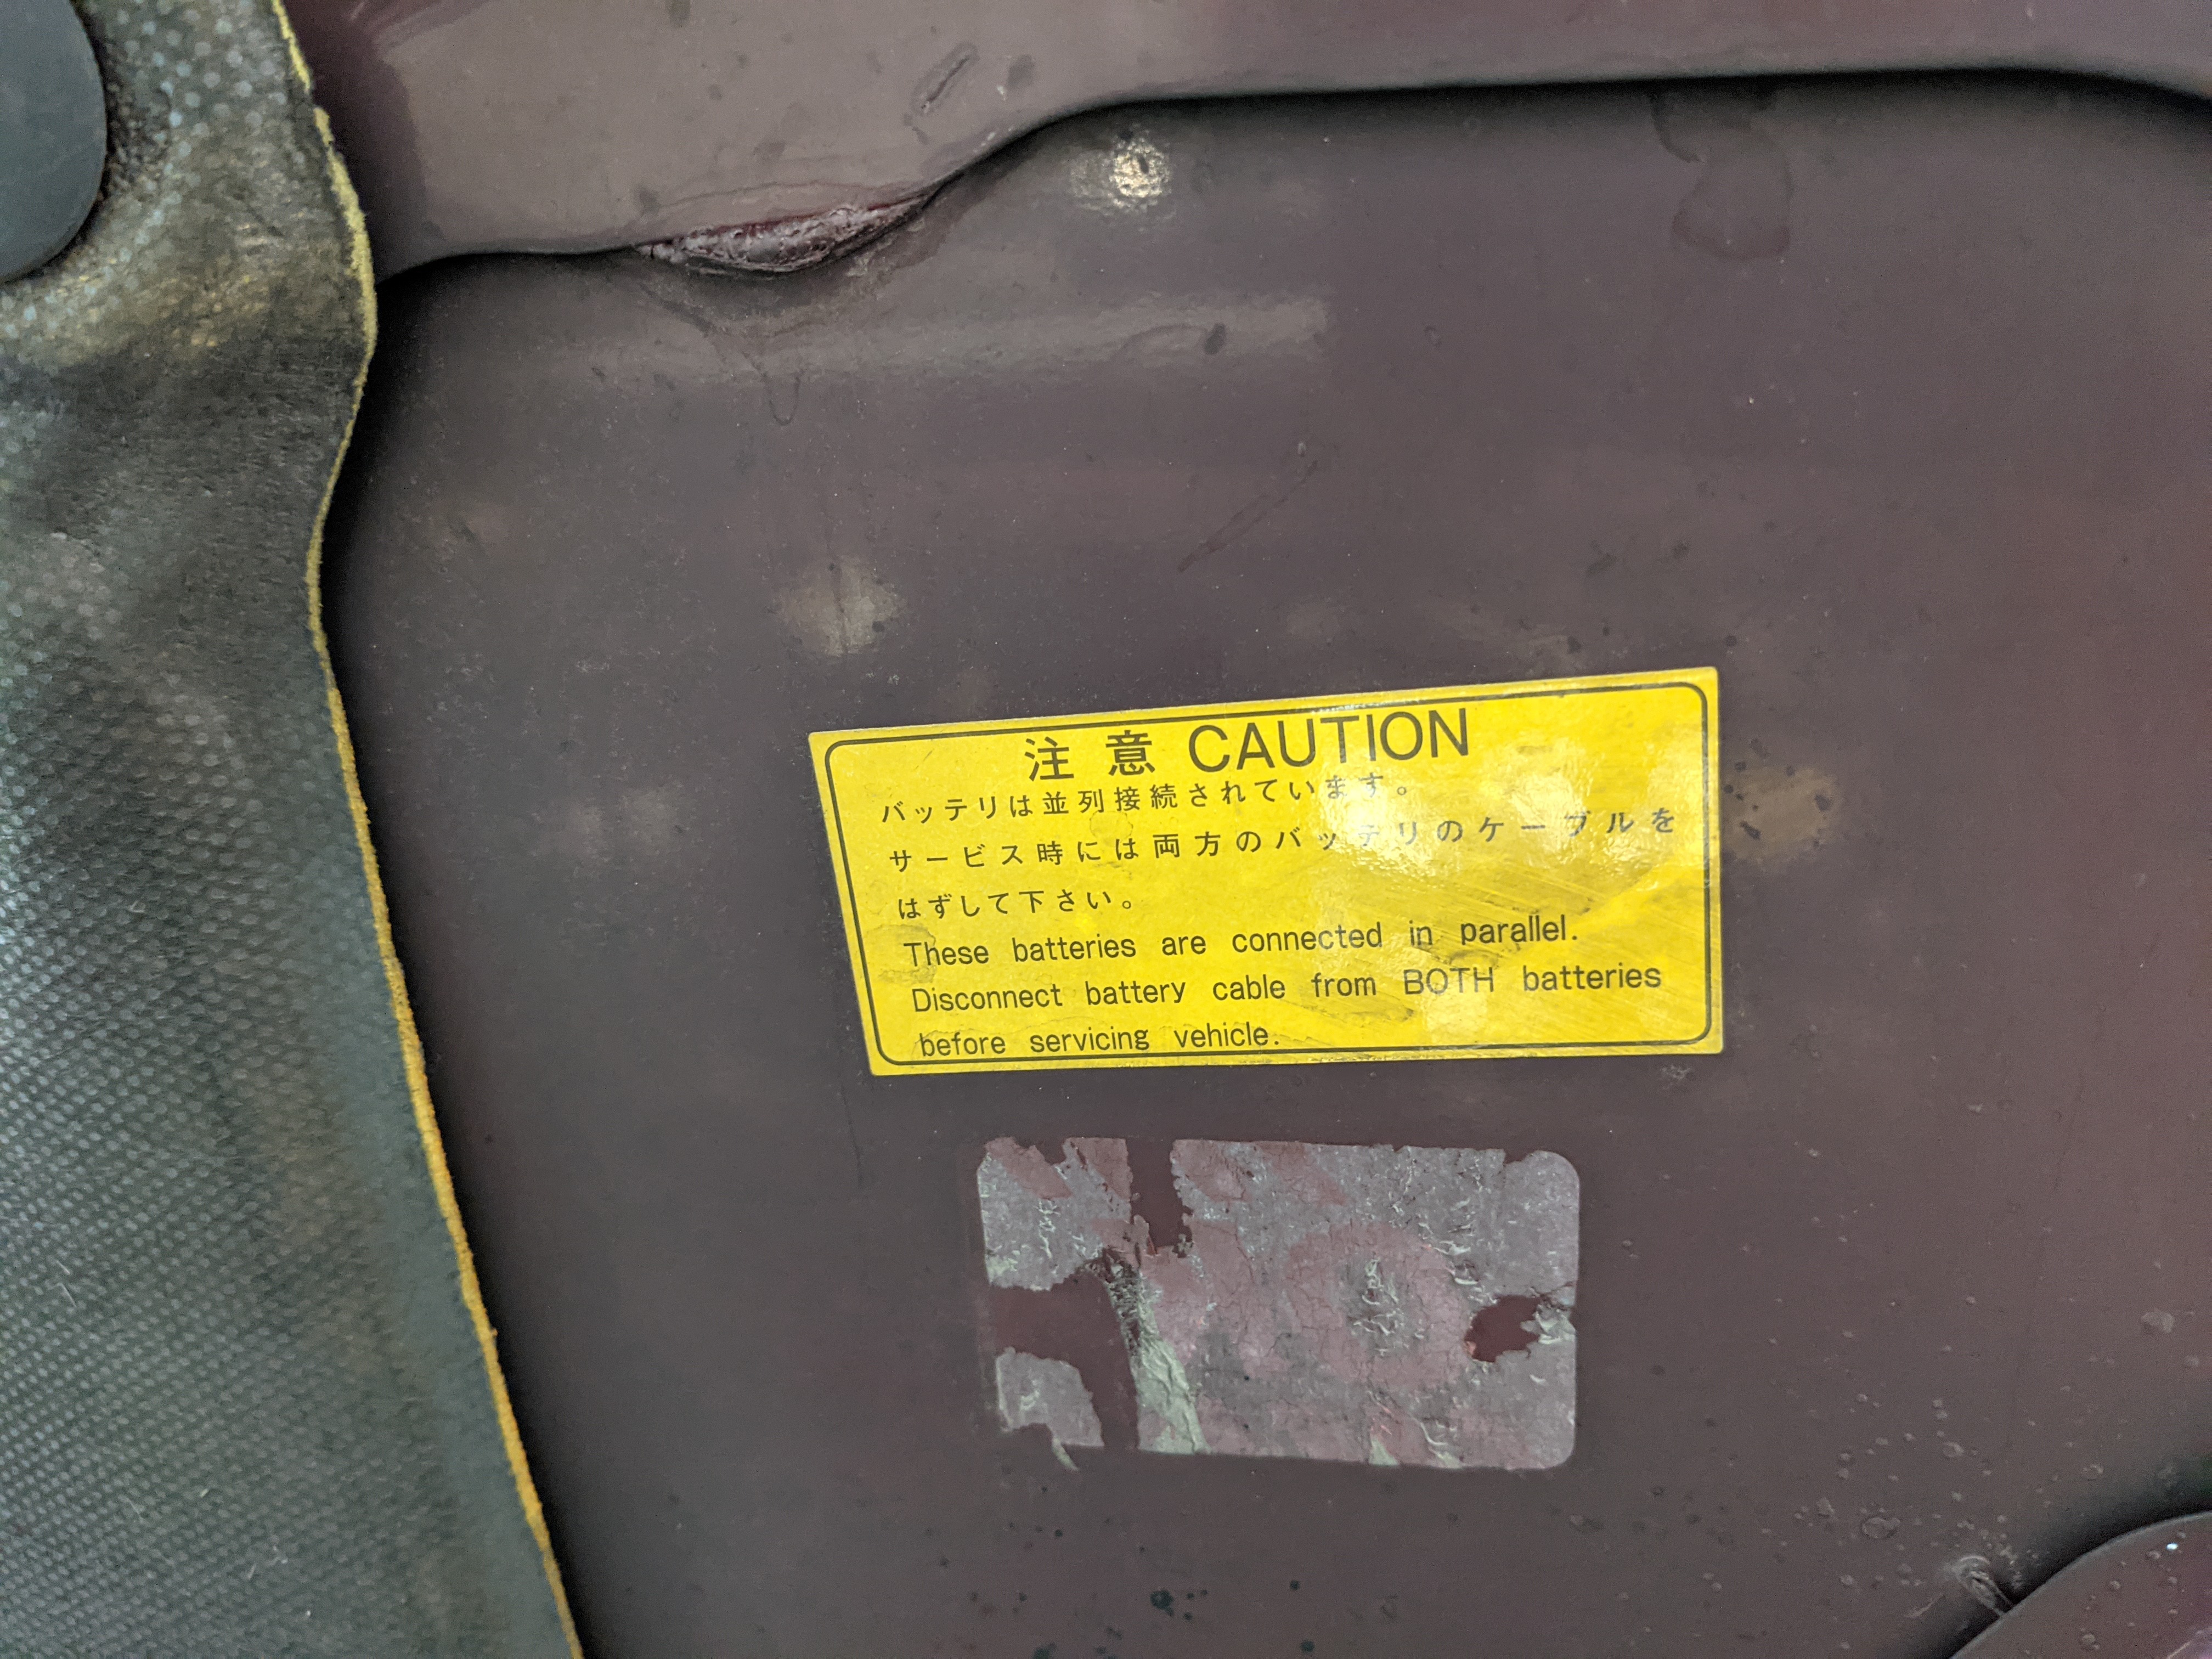 注意 CAUTION
バッテリは並列接続されています。
サービス時には両方のバッテリのケーブルを
はずして下さい。
These batteries are connected in parallel.
Disconnect battery cable from BOTH batteries
before servicing vehicle.